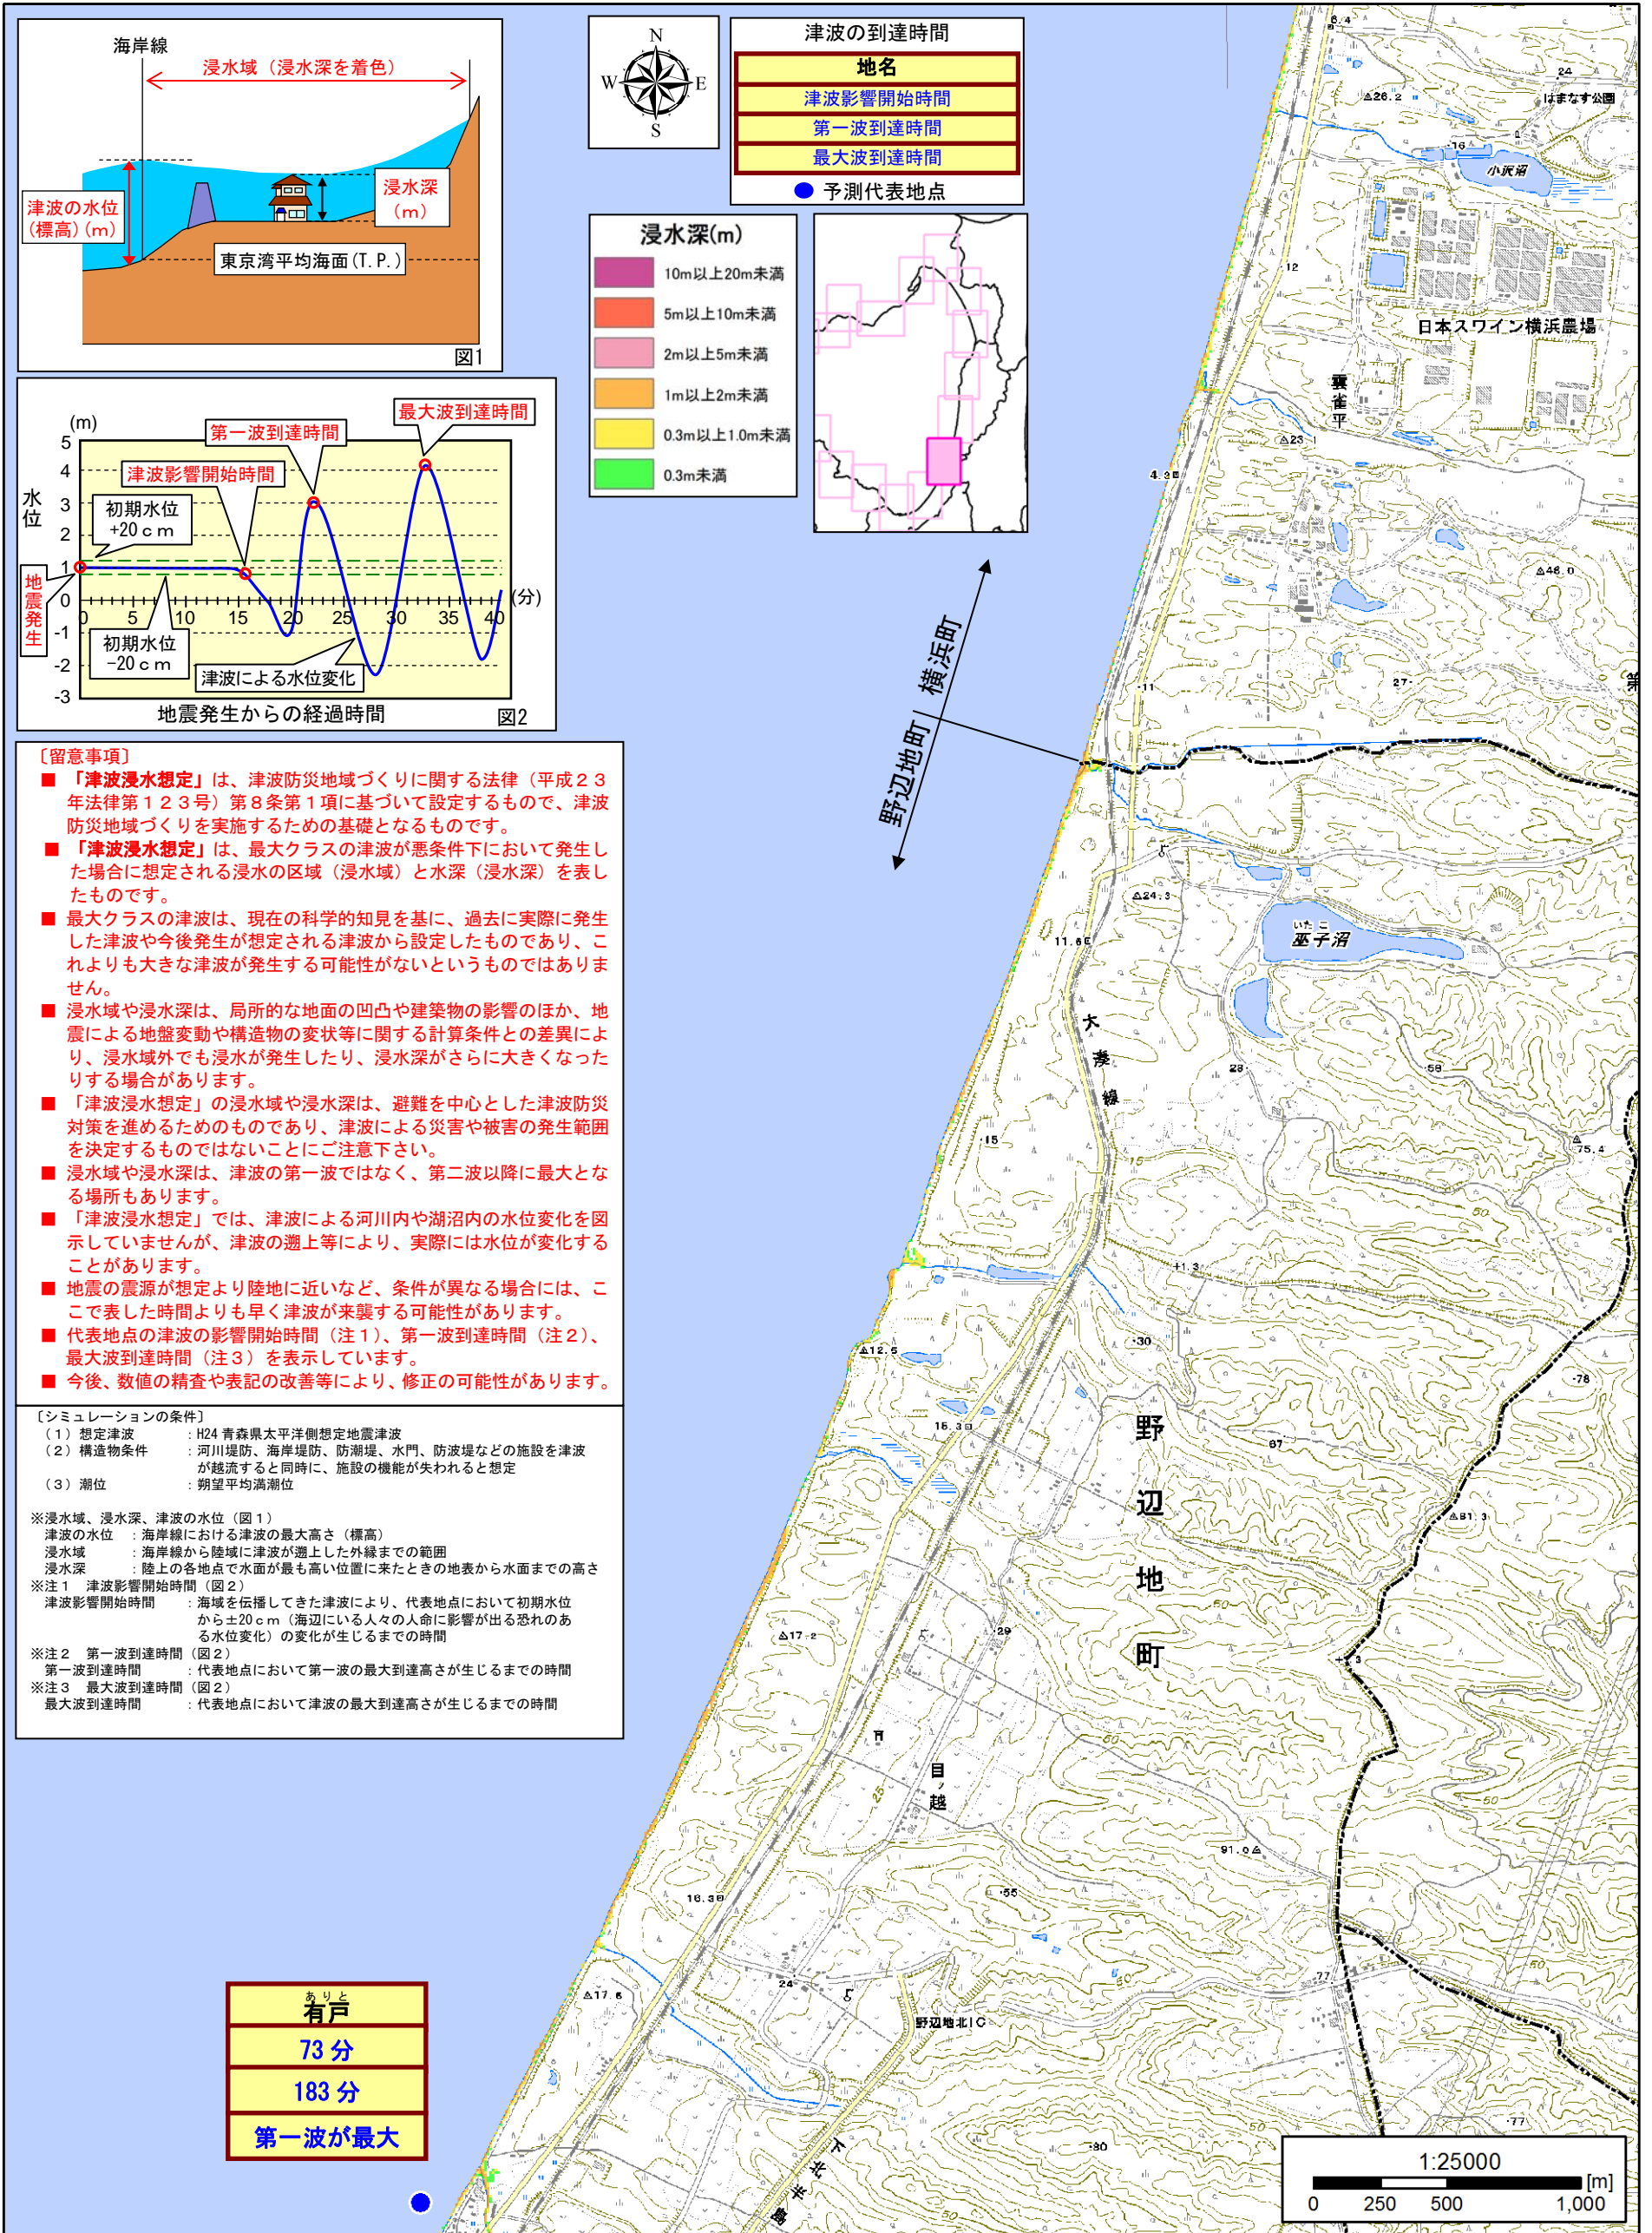 海岸線
浸水域（浸水深を着色）
津波の水位
（標高）(m)
浸水深
（m）
東京湾平均海面(T.P.)
図1
N
W
E
S
津波の到達時間
地名
津波影響開始時間
第一波到達時間
最大波到達時間
予測代表地点
浸水深(m)
10m以上20m未満
5m以上10m未満
2m以上5m未満
1m以上2m未満
0.3m以上1.0m未満
0.3m未満
(m)
水位
5
4
3
2
1
0
-1
-2
-3
0 5 10 15 20 25 30 35 40
(分)
最大波到達時間
第一波到達時間
津波影響開始時間
初期水位
+20ｃｍ
地震発生
初期水位
-20ｃｍ
津波による水位変化
地震発生からの経過時間
図2
〔留意事項〕
■ 「津波浸水想定」は、津波防災地域づくりに関する法律（平成２３
年法律第１２３号）第８条第１項に基づいて設定するもので、津波
防災地域づくりを実施するための基礎となるものです。
■ 「津波浸水想定」は、最大クラスの津波が悪条件下において発生し
た場合に想定される浸水の区域（浸水域）と水深（浸水深）を表し
たものです。
■ 最大クラスの津波は、現在の科学的知見を基に、過去に実際に発生
した津波や今後発生が想定される津波から設定したものであり、こ
れよりも大きな津波が発生する可能性がないというものではありま
せん。
■ 浸水域や浸水深は、局所的な地面の凹凸や建築物の影響のほか、地
震による地盤変動や構造物の変状等に関する計算条件との差異によ
り、浸水域外でも浸水が発生したり、浸水深がさらに大きくなった
りする場合があります。
■ 「津波浸水想定」の浸水域や浸水深は、避難を中心とした津波防災
対策を進めるためのものであり、津波による災害や被害の発生範囲
を決定するものではないことにご注意下さい。
■ 浸水域や浸水深は、津波の第一波ではなく、第二波以降に最大とな
る場所もあります。
■ 「津波浸水想定」では、津波による河川内や湖沼内の水位変化を図
示していませんが、津波の遡上等により、実際には水位が変化する
ことがあります。
■ 地震の震源が想定より陸地に近いなど、条件が異なる場合には、こ
こで表した時間よりも早く津波が来襲する可能性があります。
■ 代表地点の津波の影響開始時間（注１）、第一波到達時間（注２）、
最大波到達時間（注３）を表示しています。
■ 今後、数値の精査や表記の改善等により、修正の可能性があります。
〔シミュレーションの条件〕
（１）想定津波 ：H24 青森県太平洋側想定地震津波
（２）構造物条件 ：河川堤防、海岸堤防、防潮堤、水門、防波堤などの施設を津波
が越流すると同時に、施設の機能が失われると想定
（３）潮位 ：朔望平均満潮位
※浸水域、浸水深、津波の水位（図１）
津波の水位 ：海岸線における津波の最大高さ（標高）
浸水域 ：海岸線から陸域に津波が遡上した外縁までの範囲
浸水深 ：陸上の各地点で水面が最も高い位置に来たときの地表から水面までの高さ
※注１ 津波影響開始時間（図２）
津波影響開始時間 ：海域を伝播してきた津波により、代表地点において初期水位
から±20ｃｍ（海辺にいる人々の人命に影響が出る恐れのあ
る水位変化）の変化が生じるまでの時間
※注２ 第一波到達時間（図２）
第一波到達時間 ：代表地点において第一波の最大到達高さが生じるまでの時間
※注３ 最大波到達時間（図２）
最大波到達時間 ：代表地点において津波の最大到達高さが生じるまでの時間
横浜町
野辺地町
6.4
24
はまなす公園
26.2
16
小沢沼
12
日本スワイン横浜農場
雲雀平
23
4.3
46.0
27
11
第
24.3
いたこ
巫子沼
11.6
大湊線
28
58
75.4
15
15
50
30
12.5
78
15.3
67
野辺地町
81.3
50
17.2
29
目ノ越
25
50
50
91.0
55
16.3
24
17.6
野辺地北IC
77
50
50
77
80
50
50
ありと
有戸
73 分
183 分
第一波が最大
1:25000
[m]
0 250 500 1,000